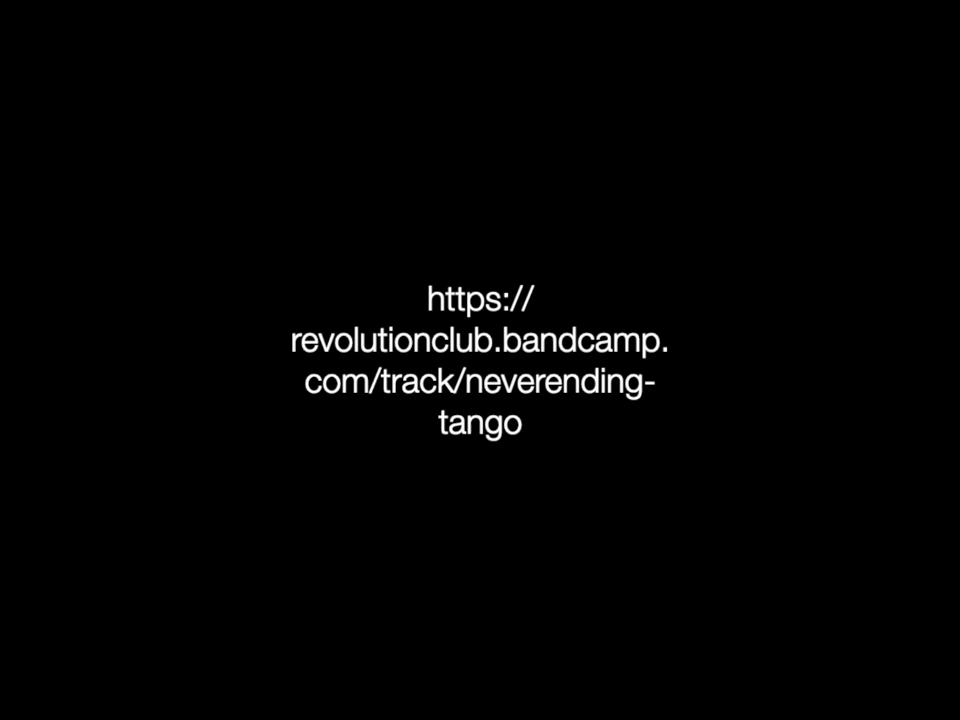 https://
revolutionclub.bandcamp.
com/track/neverending-
tango